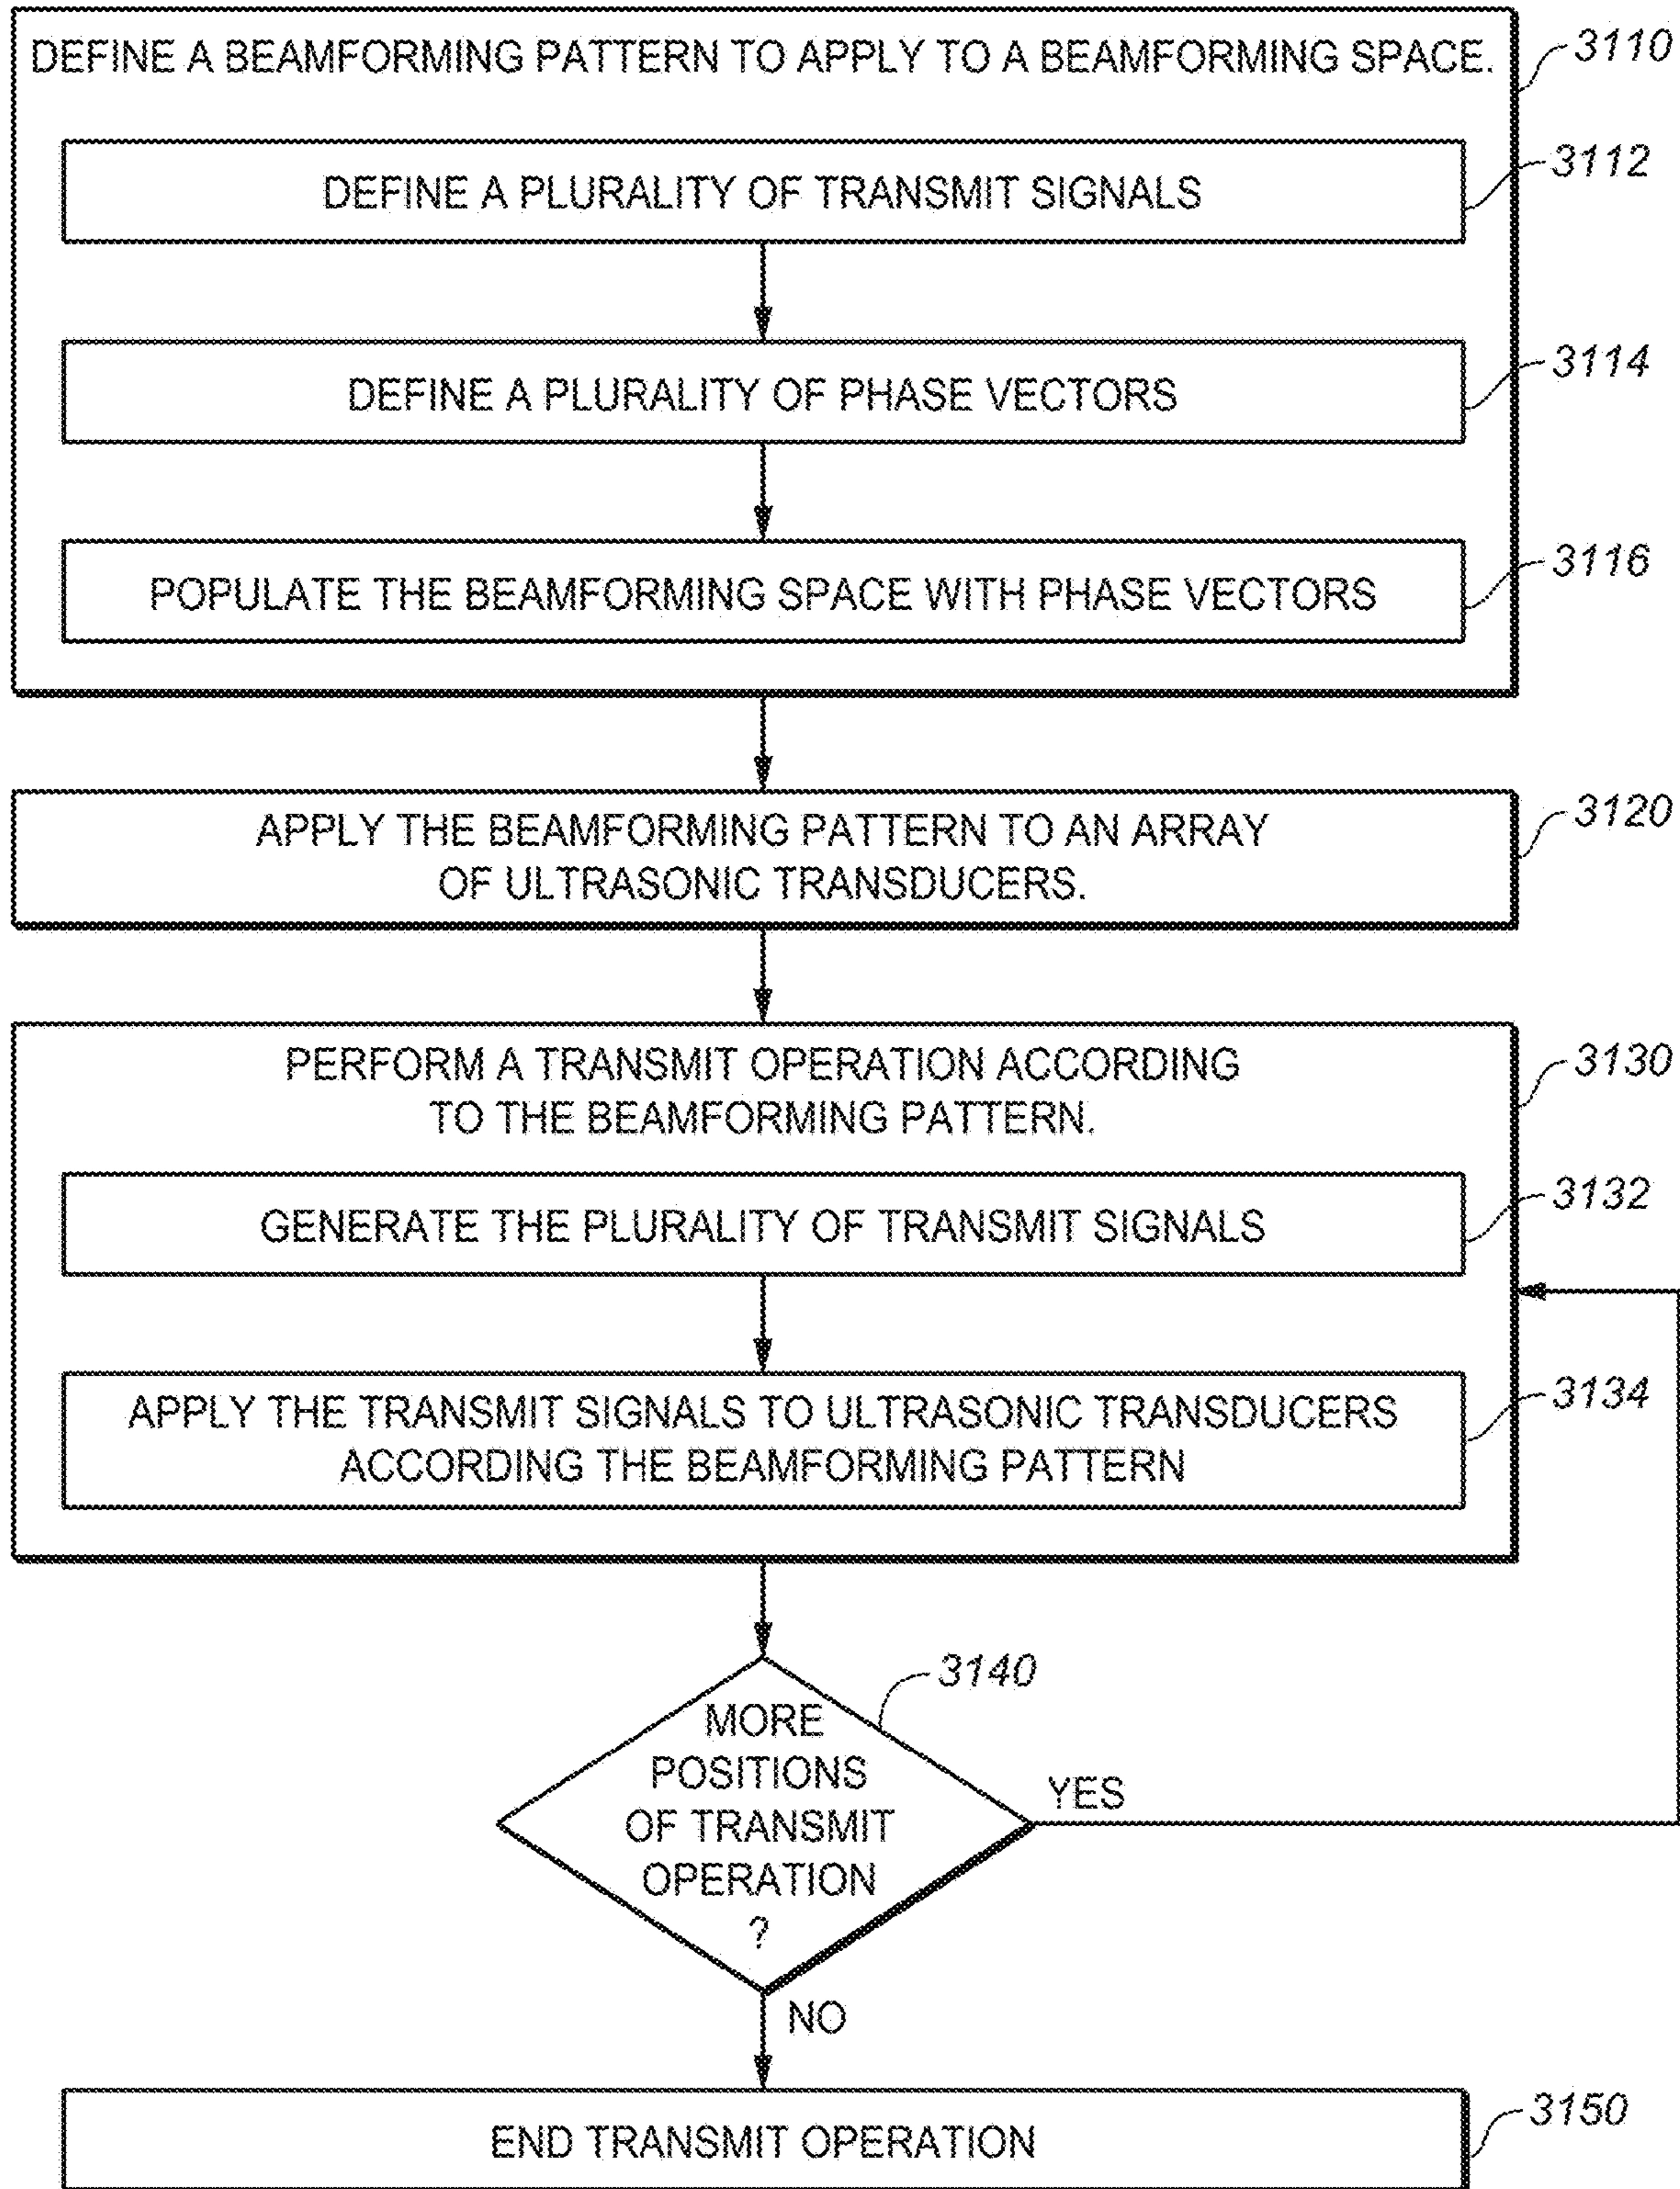 DEFINE A BEAMFORMING PATTERN TO APPLY TO A BEAMFORMING SPACE.
3110
DEFINE A PLURALITY OF TRANSMIT SIGNALS
3112
DEFINE A PLURALITY OF PHASE VECTORS
3114
POPULATE THE BEAMFORMING SPACE WITH PHASE VECTORS
3116
APPLY THE BEAMFORMING PATTERN TO AN ARRAY
OF ULTRASONIC TRANSDUCERS.
3120
PERFORM A TRANSMIT OPERATION ACCORDING
TO THE BEAMFORMING PATTERN.
3130
GENERATE THE PLURALITY OF TRANSMIT SIGNALS
3132
APPLY THE TRANSMIT SIGNALS TO ULTRASONIC TRANSDUCERS
ACCORDING THE BEAMFORMING PATTERN
3134
MORE
POSITIONS
OF TRANSMIT
OPERATION
?
3140
YES
NO
END TRANSMIT OPERATION
3150